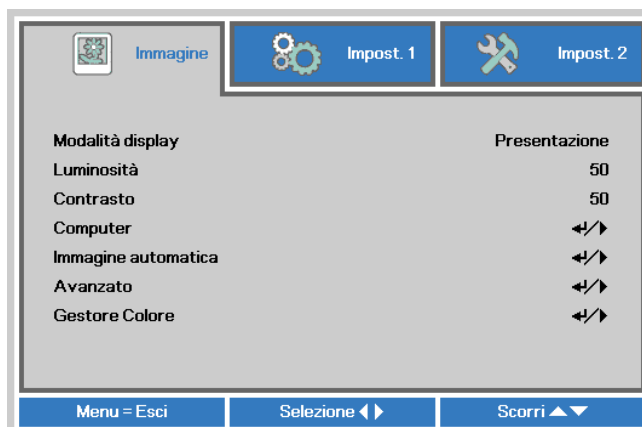 Immagine Impost. 1 Impost. 2
Modalità display Presentazione
Luminosità 50
Contrasto 50
Computer ↵/▶
Immagine automatica ↵/▶
Avanzato ↵/▶
Gestore Colore ↵/▶
Menu = Esci Selezione ◀▶ Scorri ▲▼